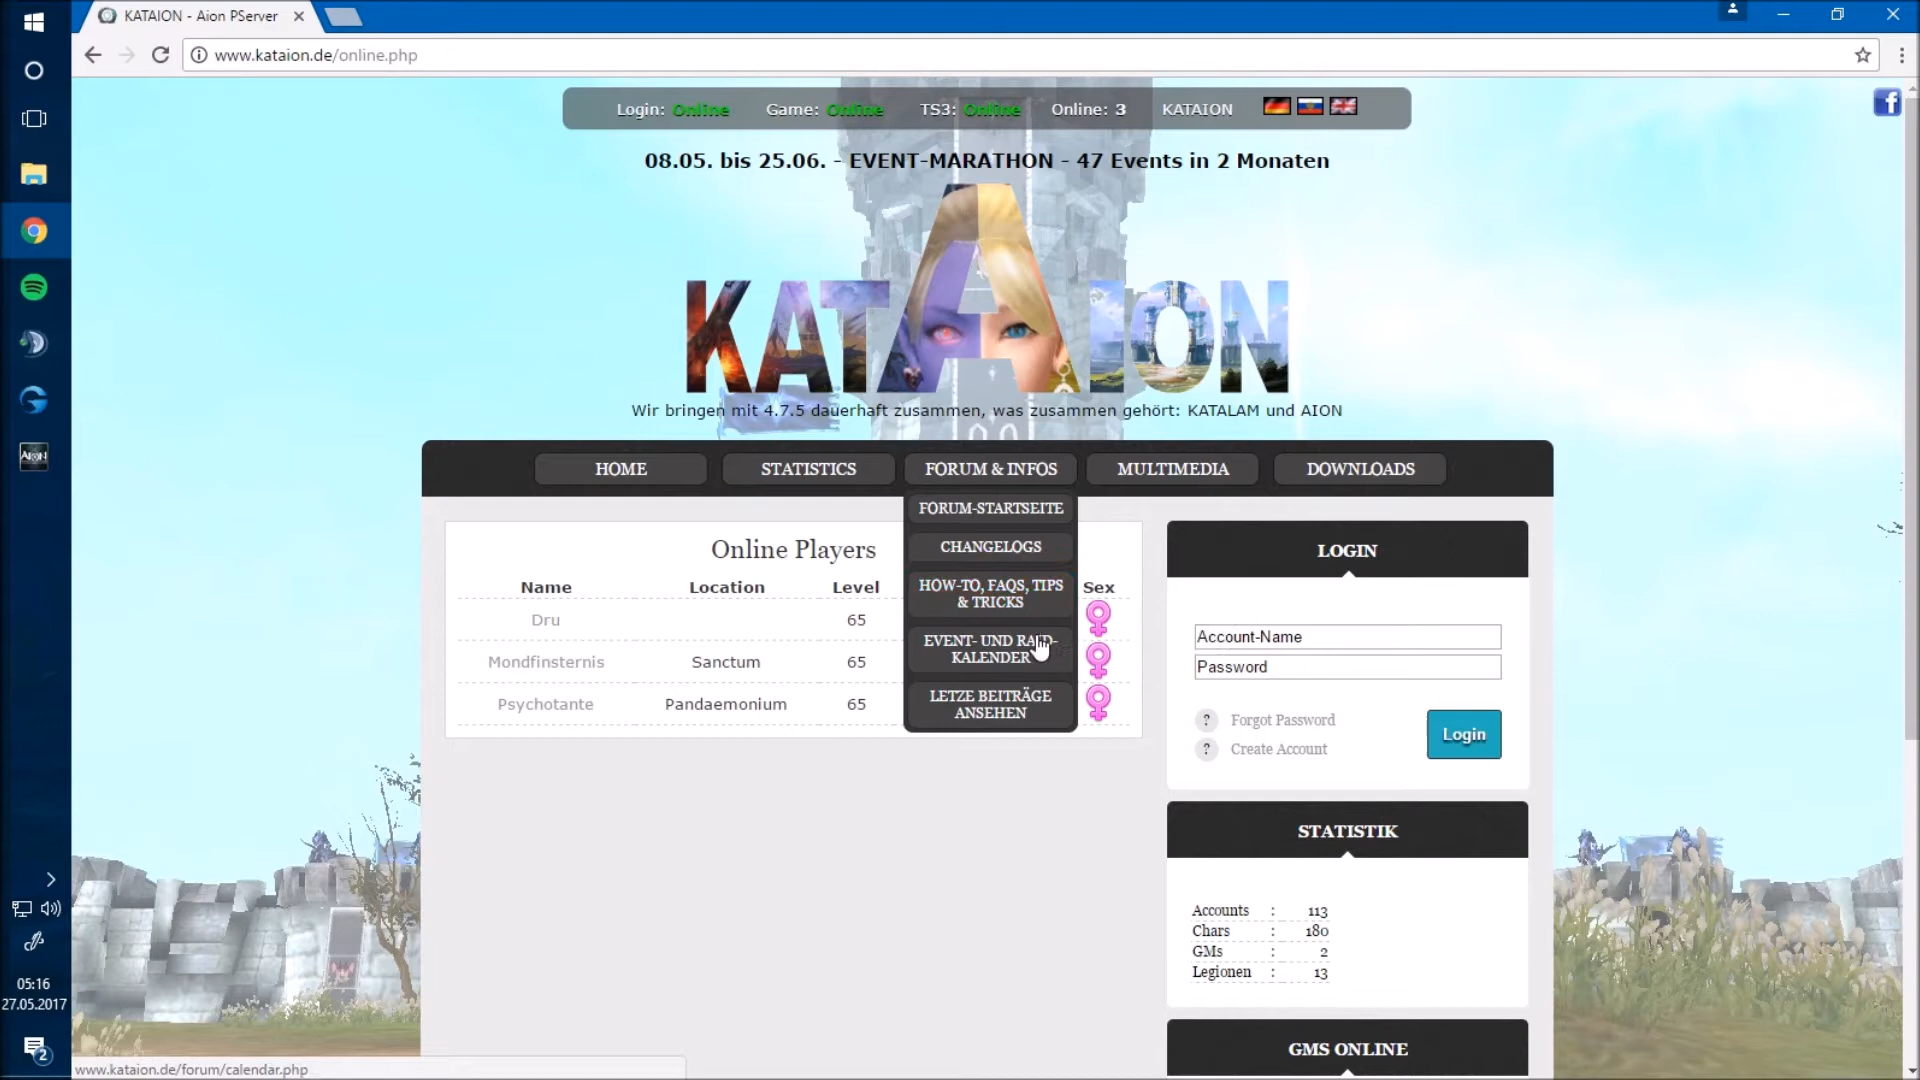 KATAION - Aion PServer
www.kataion.de/online.php
Login: Online Game: Online TS3: Online Online: 3 KATAION
08.05. bis 25.06. - EVENT-MARATHON - 47 Events in 2 Monaten
KATAION
Wir bringen mit 4.7.5 dauerhaft zusammen, was zusammen gehört: KATALAM und AION
HOME STATISTICS FORUM & INFOS MULTIMEDIA DOWNLOADS
FORUM-STARTSEITE
CHANGELOGS
HOW-TO, FAQS, TIPS
& TRICKS
EVENT- UND RAID-
KALENDER
LETZE BEITRÄGE
ANSEHEN
Online Players
Name Location Level Sex
Dru 65
Mondfinsternis Sanctum 65
Psychotante Pandaemonium 65
LOGIN
Account-Name
Password
? Forgot Password
? Create Account
Login
STATISTIK
Accounts : 113
Chars : 180
GMs : 2
Legionen : 13
GMS ONLINE
AION
05:16
27.05.2017
2
www.kataion.de/forum/calendar.php